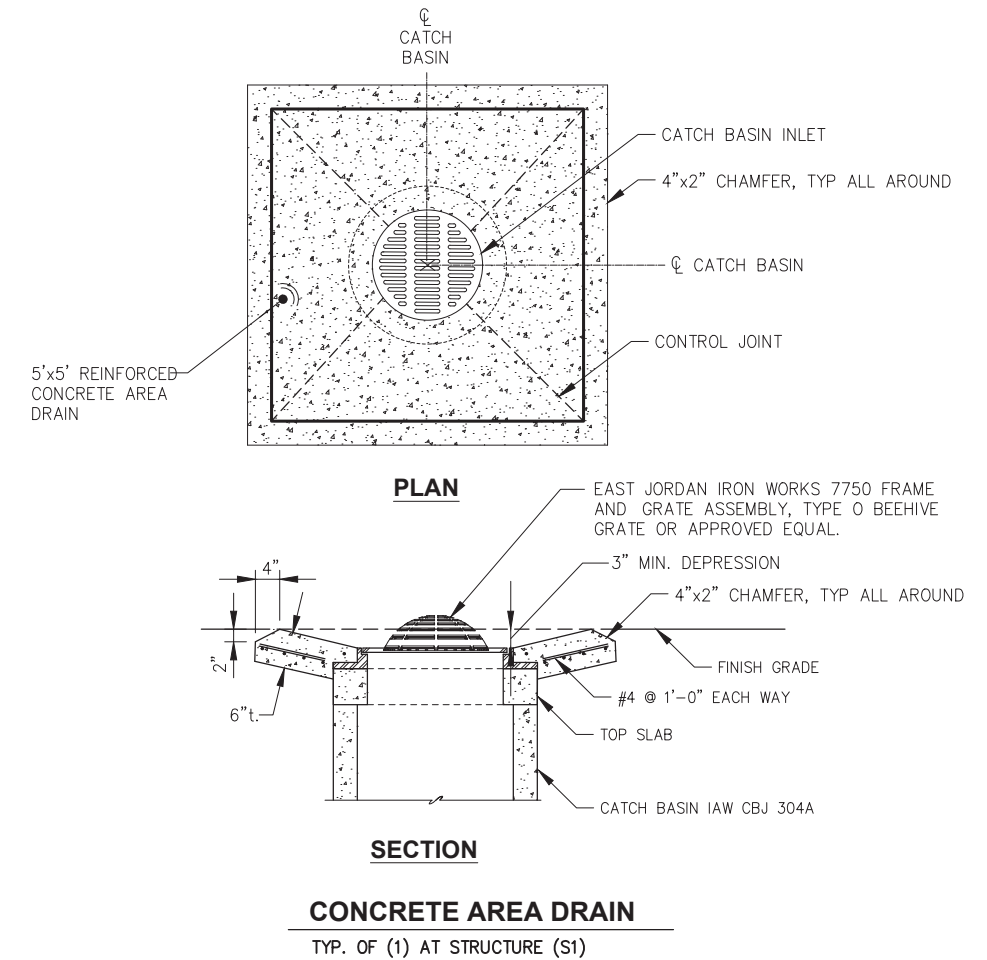 ℄
CATCH
BASIN
CATCH BASIN INLET
4"x2" CHAMFER, TYP ALL AROUND
℄ CATCH BASIN
CONTROL JOINT
5'x5' REINFORCED
CONCRETE AREA
DRAIN
PLAN
EAST JORDAN IRON WORKS 7750 FRAME
AND GRATE ASSEMBLY, TYPE O BEEHIVE
GRATE OR APPROVED EQUAL.
3" MIN. DEPRESSION
4"
4"x2" CHAMFER, TYP ALL AROUND
2"
FINISH GRADE
#4 @ 1'-0" EACH WAY
6"t.
TOP SLAB
CATCH BASIN IAW CBJ 304A
SECTION
CONCRETE AREA DRAIN
TYP. OF (1) AT STRUCTURE (S1)